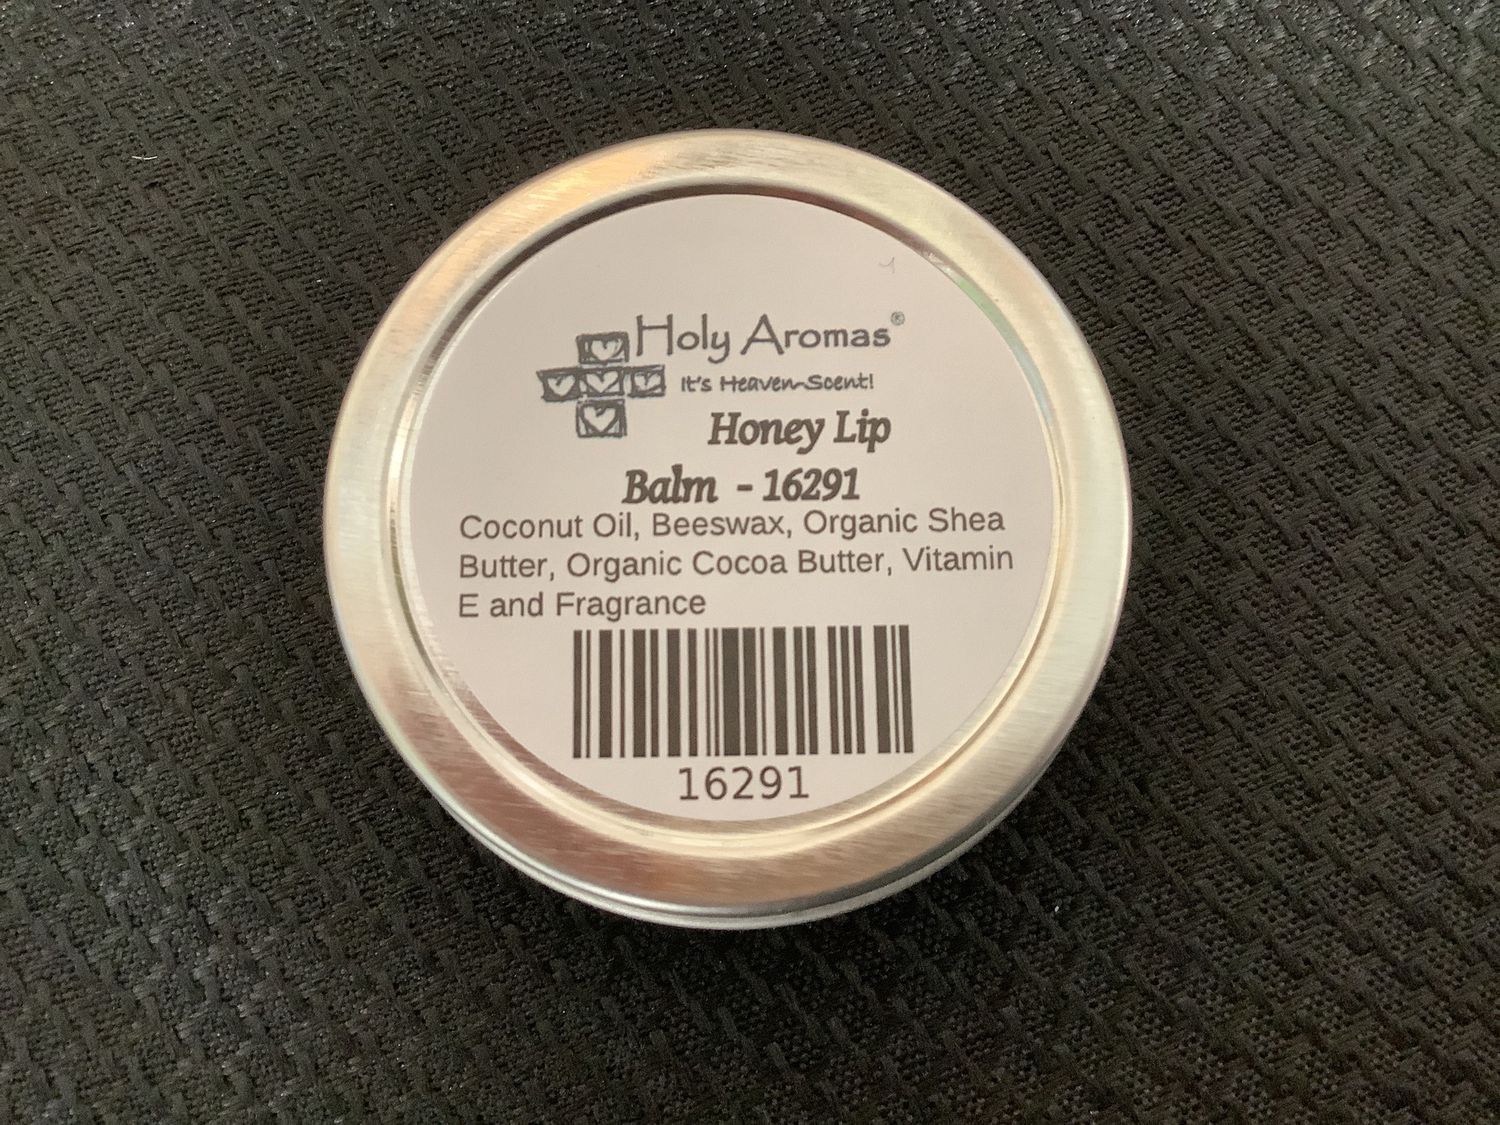 Holy Aromas®
It's Heaven-Scent!
Honey Lip
Balm - 16291
Coconut Oil, Beeswax, Organic Shea
Butter, Organic Cocoa Butter, Vitamin
E and Fragrance
16291